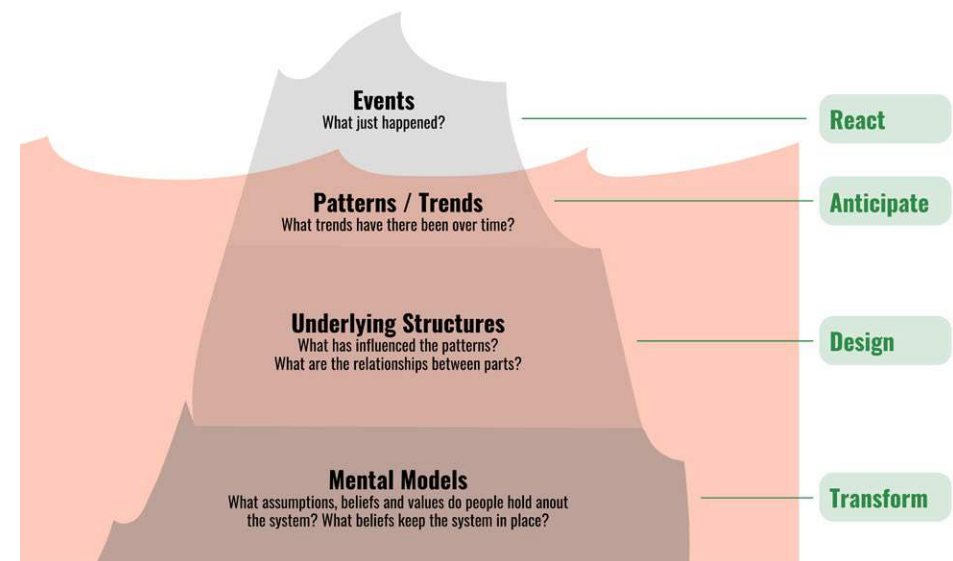 Events
What just happened?
React
Patterns / Trends
What trends have there been over time?
Anticipate
Underlying Structures
What has influenced the patterns?
What are the relationships between parts?
Design
Mental Models
What assumptions, beliefs and values do people hold anout
the system? What beliefs keep the system in place?
Transform